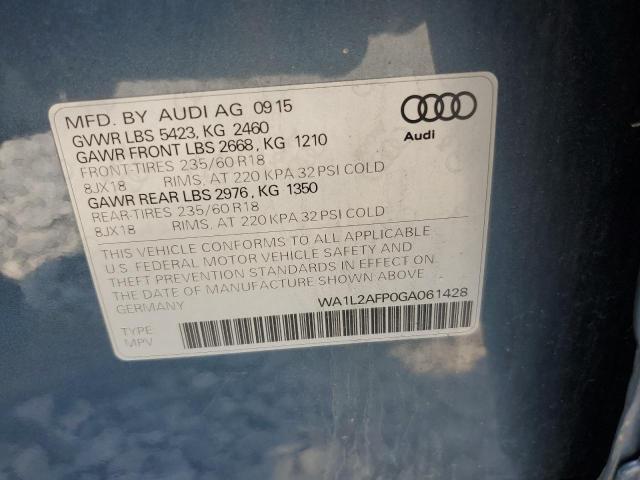 MFD. BY AUDI AG 09 15
GVWR LBS 5423, KG 2460
GAWR FRONT LBS 2668, KG 1210
FRONT-TIRES 235/60 R18
8JX18 RIMS, AT 220 KPA 32 PSI COLD
GAWR REAR LBS 2976, KG 1350
REAR-TIRES 235/60 R18
8JX18 RIMS, AT 220 KPA 32 PSI COLD
Audi
THIS VEHICLE CONFORMS TO ALL APPLICABLE
U S FEDERAL MOTOR VEHICLE SAFETY AND
THEFT PREVENTION STANDARDS IN EFFECT ON
THE DATE OF MANUFACTURE SHOWN ABOVE
GERMANY
WA1L2AFP0GA061428
TYPE:
MPV